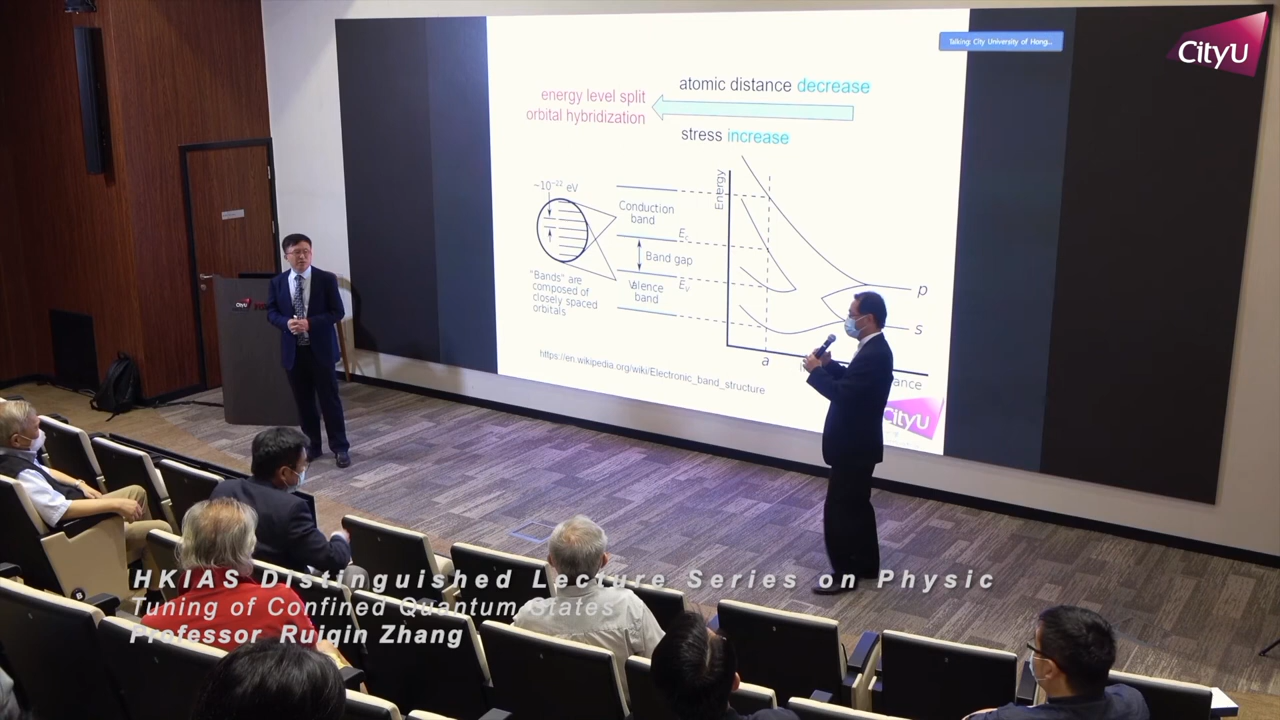 Talking: City University of Hong...
CityU
atomic distance decrease
energy level split
orbital hybridization
stress increase
~10⁻²² eV
Conduction
band
Ec
Band gap
Valence
band
Ev
"Bands" are
composed of
closely spaced
orbitals
Energy
p
s
a
ance
https://en.wikipedia.org/wiki/Electronic_band_structure
CityU
CityU
HKIAS Distinguished Lecture Series on Physic
Tuning of Confined Quantum States
Professor Ruiqin Zhang